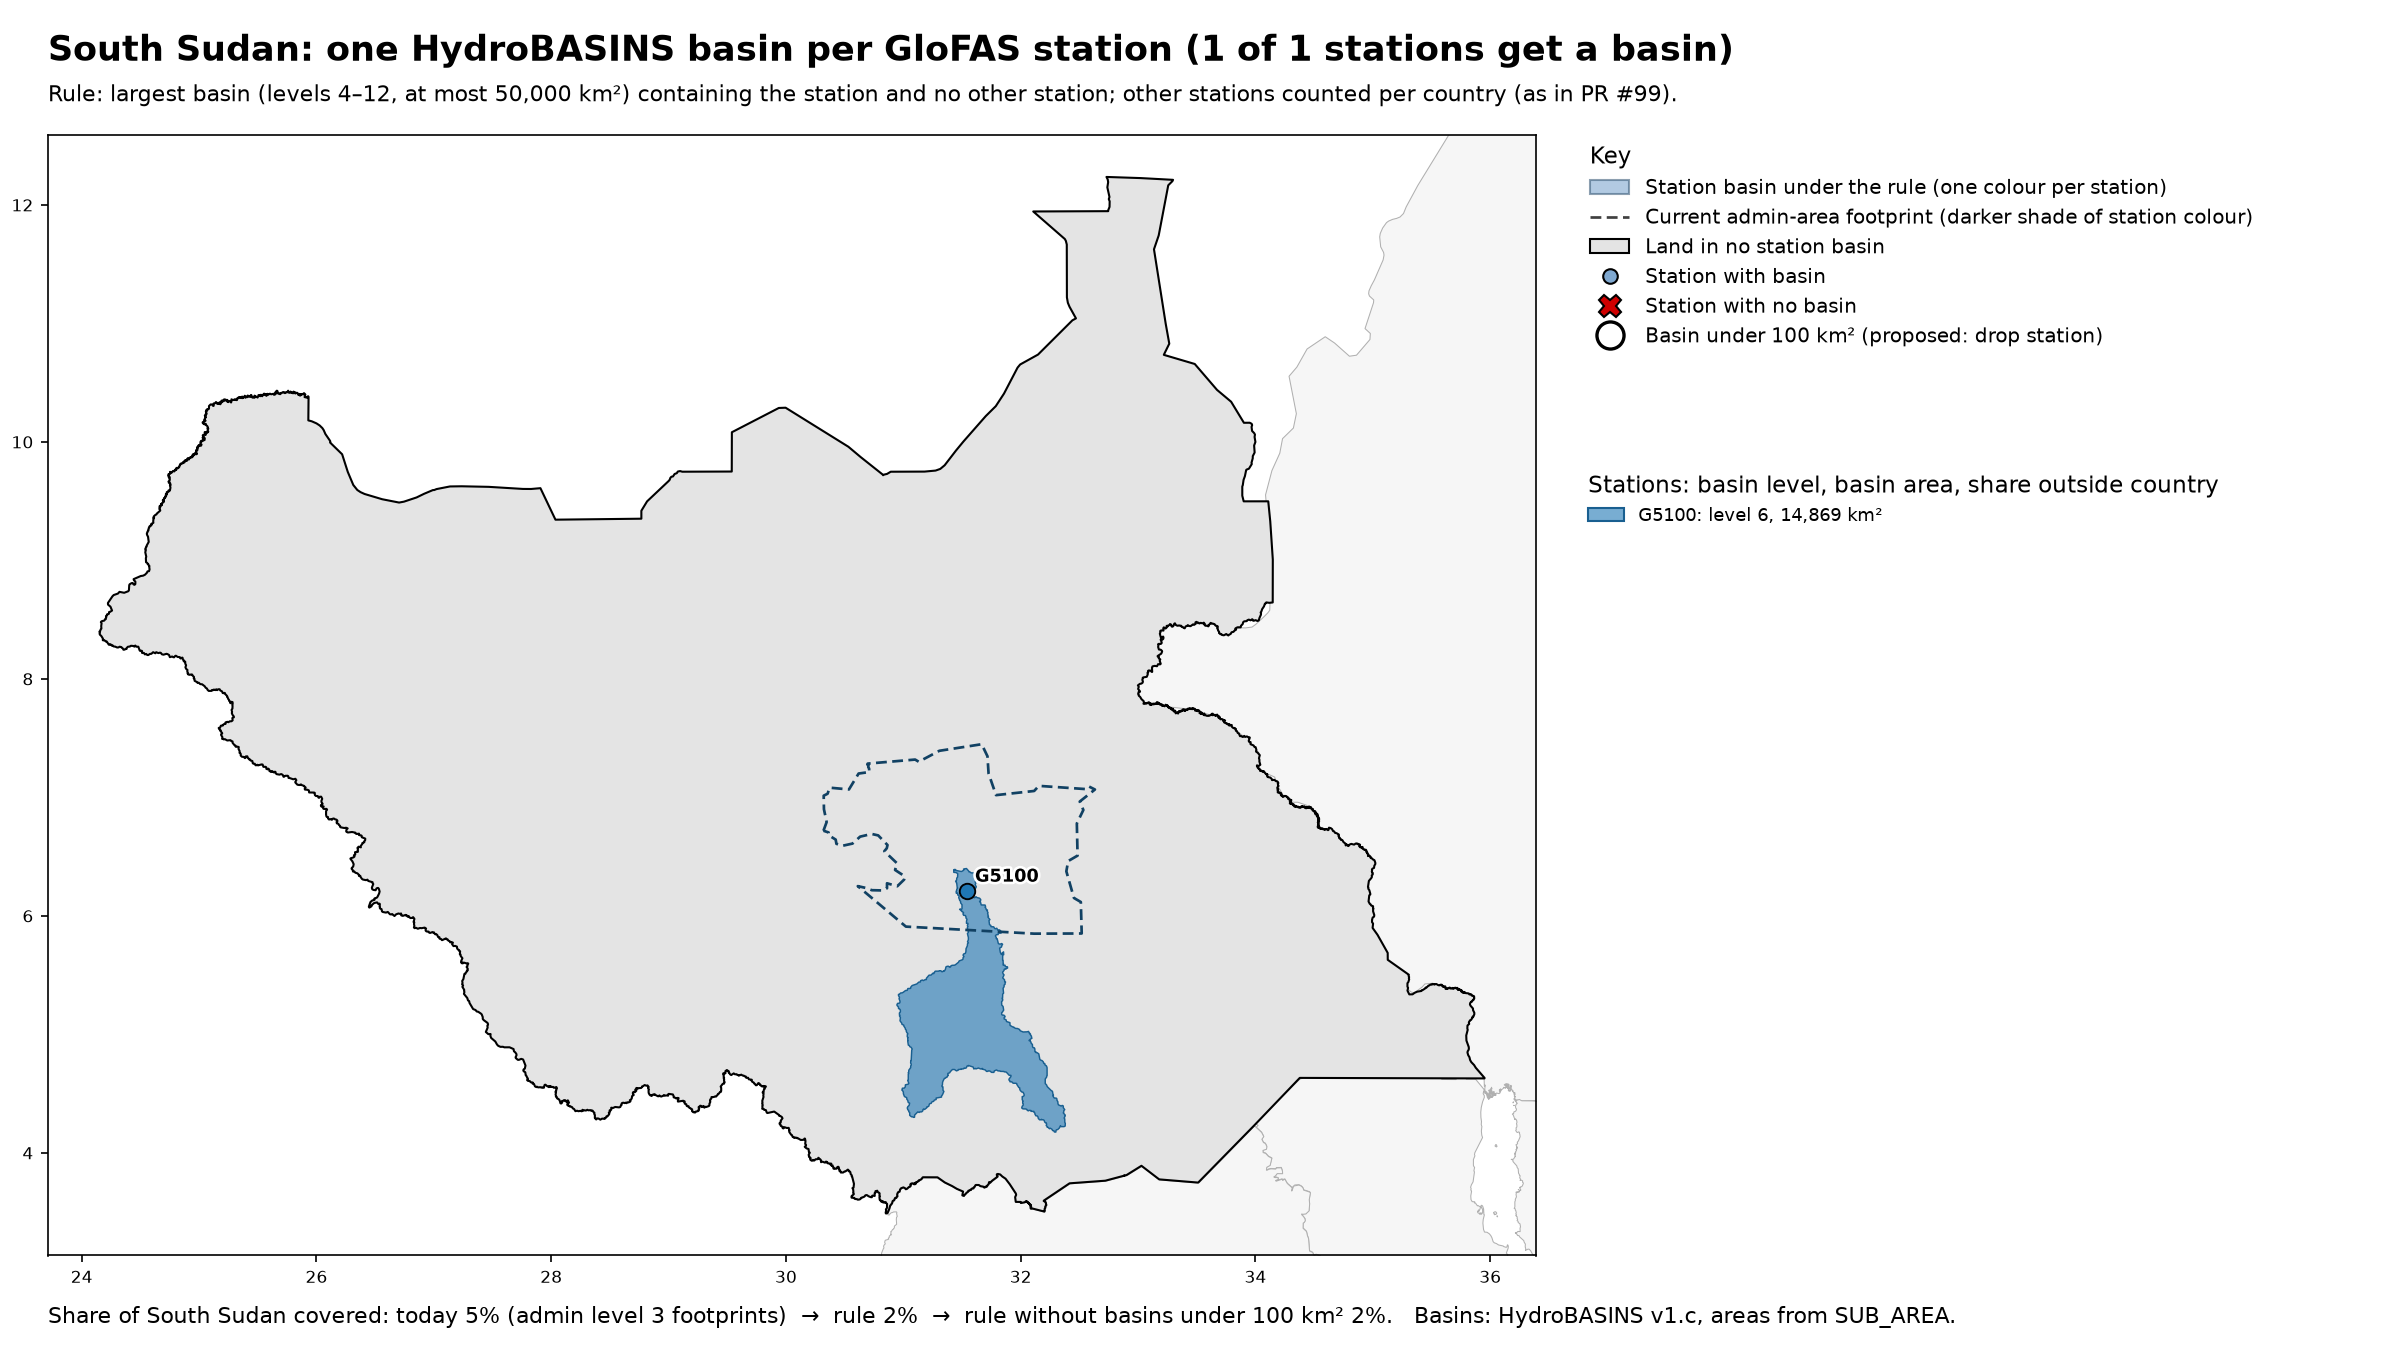 South Sudan: one HydroBASINS basin per GloFAS station (1 of 1 stations get a basin)
Rule: largest basin (levels 4–12, at most 50,000 km²) containing the station and no other station; other stations counted per country (as in PR #99).
Key
Station basin under the rule (one colour per station)
Current admin-area footprint (darker shade of station colour)
Land in no station basin
Station with basin
Station with no basin
Basin under 100 km² (proposed: drop station)
Stations: basin level, basin area, share outside country
G5100: level 6, 14,869 km²
12
10
8
6
4
G5100
24 26 28 30 32 34 36
Share of South Sudan covered: today 5% (admin level 3 footprints) → rule 2% → rule without basins under 100 km² 2%. Basins: HydroBASINS v1.c, areas from SUB_AREA.